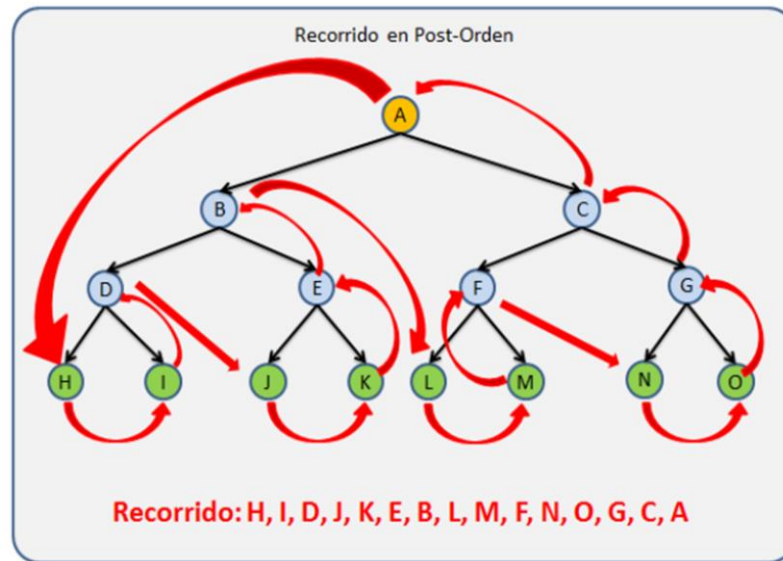 Recorrido en Post-Orden
A
B C
D E F G
H I J K L M N O
Recorrido: H, I, D, J, K, E, B, L, M, F, N, O, G, C, A